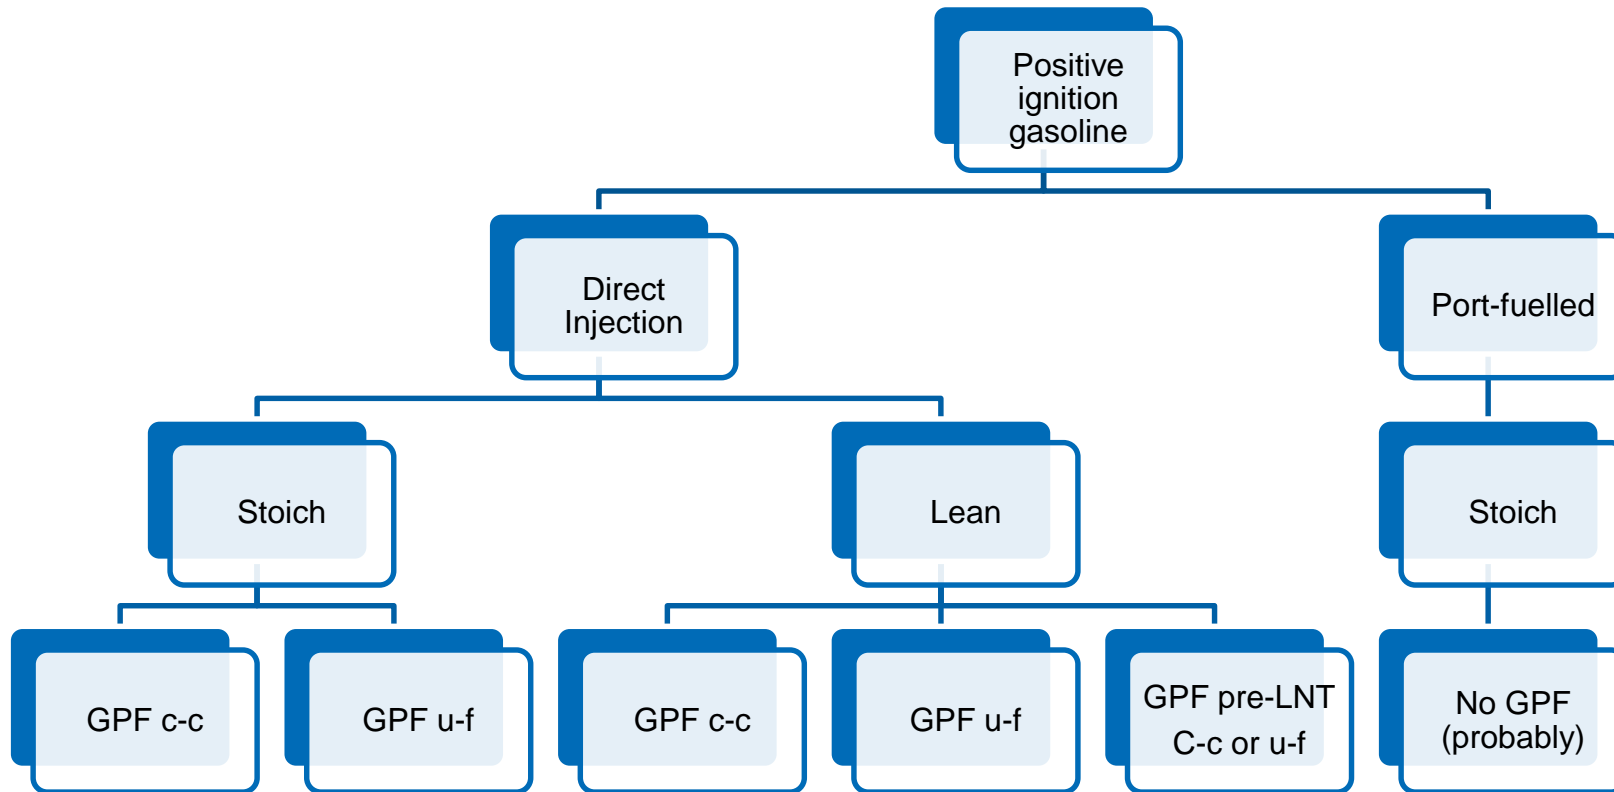 Positive
ignition
gasoline
Direct
Injection
Port-fuelled
Stoich
Lean
Stoich
GPF c-c
GPF u-f
GPF c-c
GPF u-f
GPF pre-LNT
C-c or u-f
No GPF
(probably)